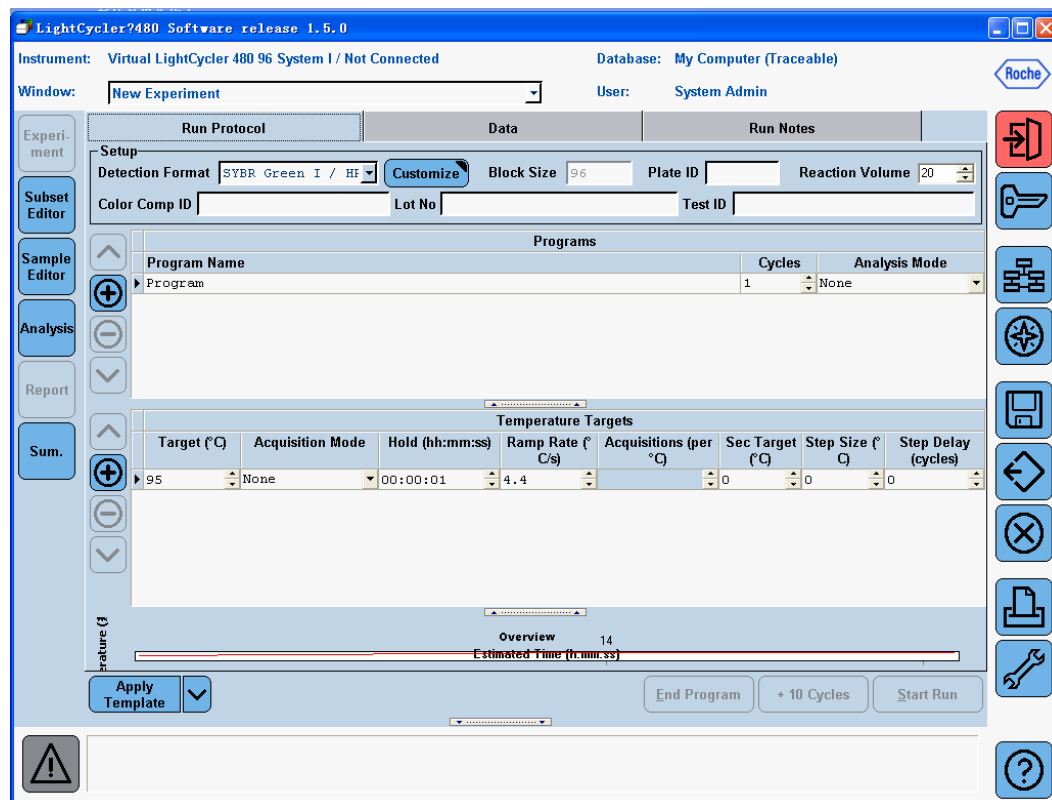 LightCycler?480 Software release 1.5.0
Instrument: Virtual LightCycler 480 96 System I / Not Connected Database: My Computer (Traceable)
Window: New Experiment User: System Admin
Roche
Experi-
ment
Subset
Editor
Sample
Editor
Analysis
Report
Sum.
Run Protocol Data Run Notes
Setup
Detection Format SYBR Green I / HR Customize Block Size 96 Plate ID Reaction Volume 20
Color Comp ID Lot No Test ID
Programs
Program Name Cycles Analysis Mode
Program 1 None
Temperature Targets
Target (°C) Acquisition Mode Hold (hh:mm:ss) Ramp Rate (°
C/s) Acquisitions (per
°C) Sec Target
(°C) Step Size (°
C) Step Delay
(cycles)
95 None 00:00:01 4.4 0 0 0
Overview
14
Estimated Time (h:mm:ss)
Apply
Template
End Program + 10 Cycles Start Run